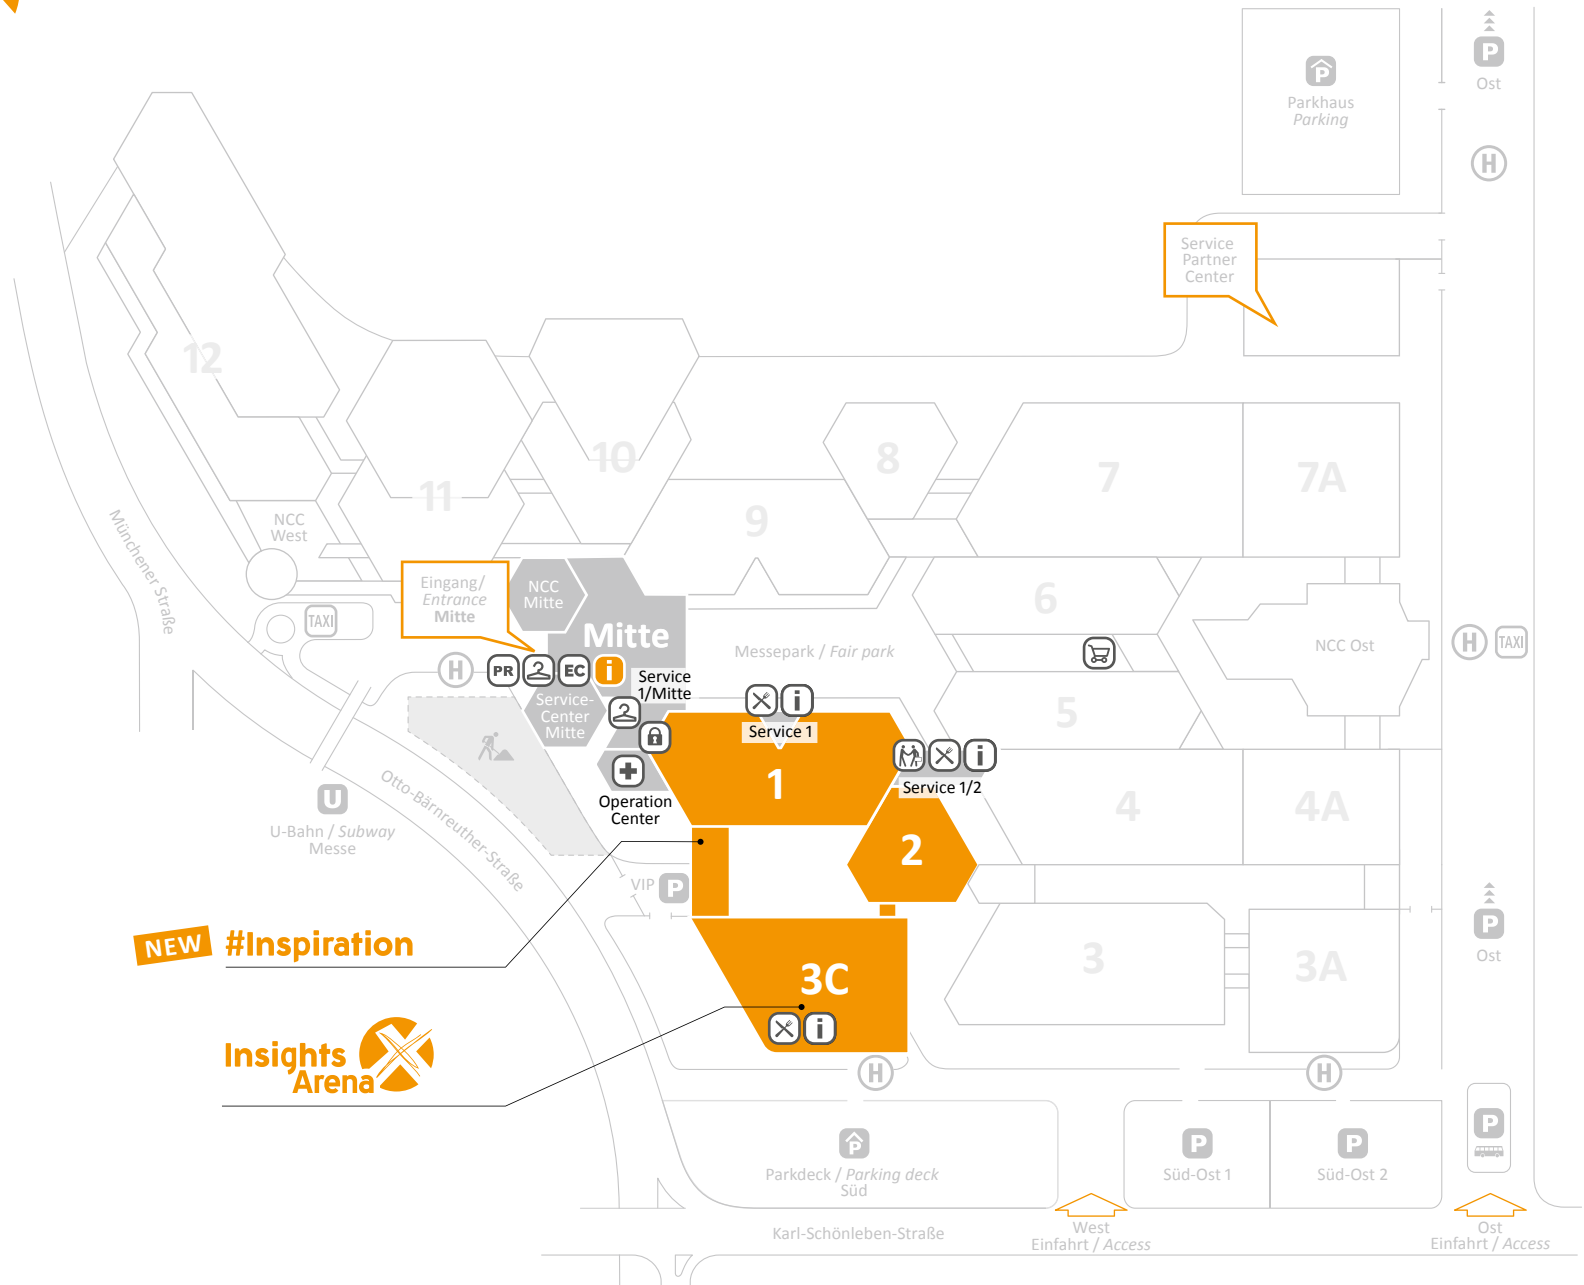 P
Ost
P
Parkhaus
Parking
H
Service
Partner
Center
12
10
11
8
7
7A
9
NCC
West
Münchener Straße
Eingang/
Entrance
Mitte
NCC
Mitte
Mitte
6
TAXI
Messepark / Fair park
NCC Ost
H
TAXI
H
PR
EC
i
Service
1/Mitte
Service-
Center
Mitte
5
i
Service 1
i
Service 1/2
1
Operation
Center
4
4A
Otto-Bärnreuther-Straße
U
U-Bahn / Subway
Messe
2
VIP P
NEW #Inspiration
3
3A
P
Ost
3C
i
Insights
Arena
H
H
P
Parkdeck / Parking deck
Süd
P
Süd-Ost 1
P
Süd-Ost 2
P
Karl-Schönleben-Straße
West
Einfahrt / Access
Ost
Einfahrt / Access